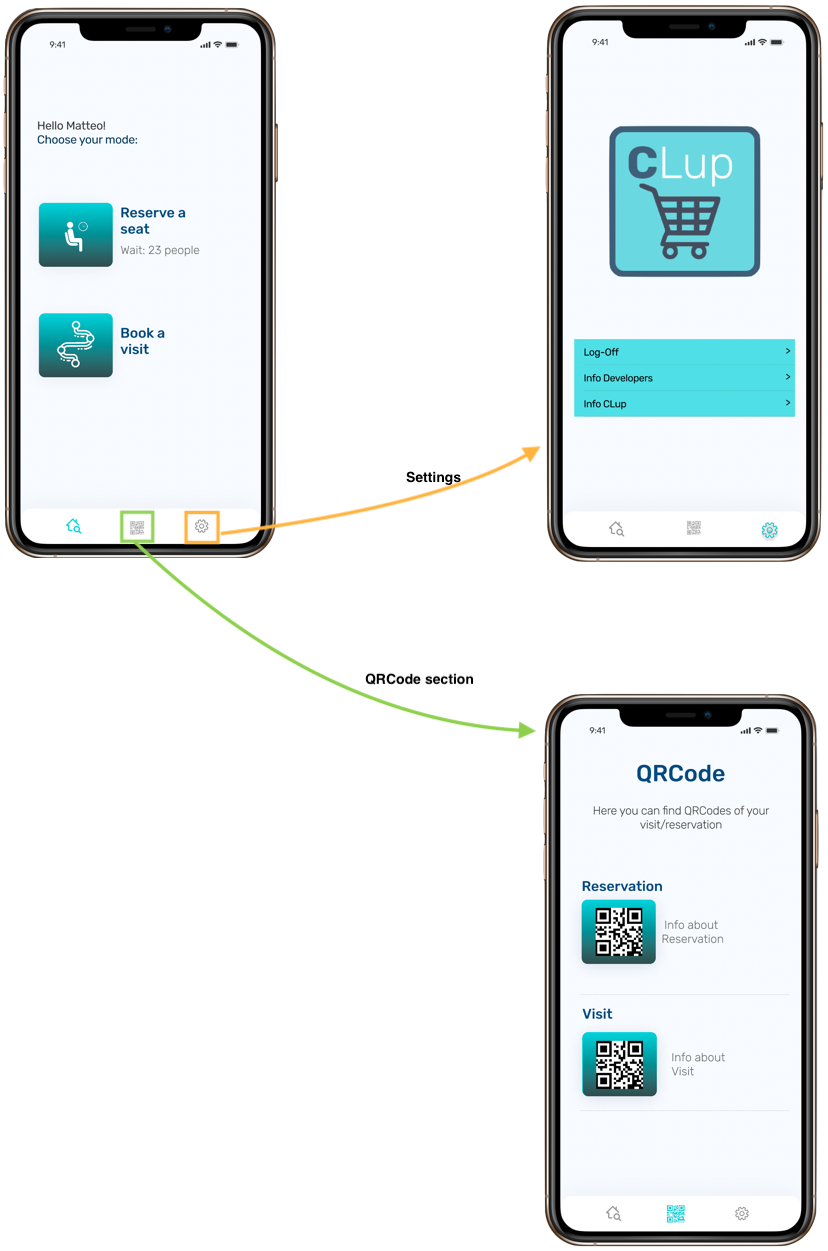 9:41
Hello Matteo!
Choose your mode:
Reserve a
seat
Wait: 23 people
Book a
visit
9:41
CLup
Log-Off >
Info Developers >
Info CLup >
Settings
QRCode section
9:41
QRCode
Here you can find QRCodes of your
visit/reservation
Reservation
Info about
Reservation
Visit
Info about
Visit